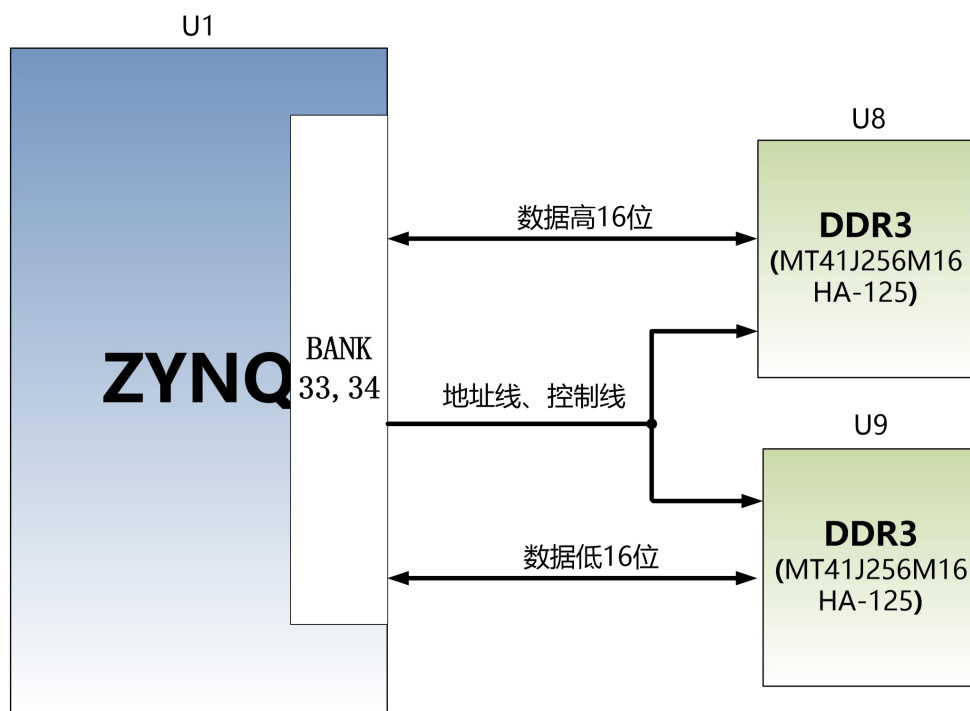 U1
U8
数据高16位
DDR3
(MT41J256M16
HA-125)
BANK
ZYNQ
33, 34
地址线、控制线
U9
数据低16位
DDR3
(MT41J256M16
HA-125)